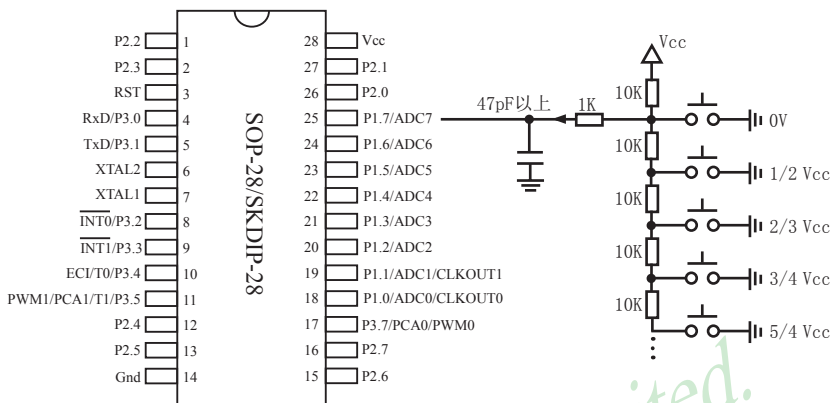 P2.2 1 28 Vcc
P2.3 2 27 P2.1
RST 3 26 P2.0
RxD/P3.0 4 25 P1.7/ADC7
TxD/P3.1 5 24 P1.6/ADC6
XTAL2 6 23 P1.5/ADC5
XTAL1 7 22 P1.4/ADC4
INT0/P3.2 8 21 P1.3/ADC3
INT1/P3.3 9 20 P1.2/ADC2
ECI/T0/P3.4 10 19 P1.1/ADC1/CLKOUT1
PWM1/PCA1/T1/P3.5 11 18 P1.0/ADC0/CLKOUT0
P2.4 12 17 P3.7/PCA0/PWM0
P2.5 13 16 P2.7
Gnd 14 15 P2.6
SOP-28/SKDIP-28
47pF以上
1K
Vcc
10K
0V
10K
1/2 Vcc
10K
2/3 Vcc
10K
3/4 Vcc
10K
5/4 Vcc